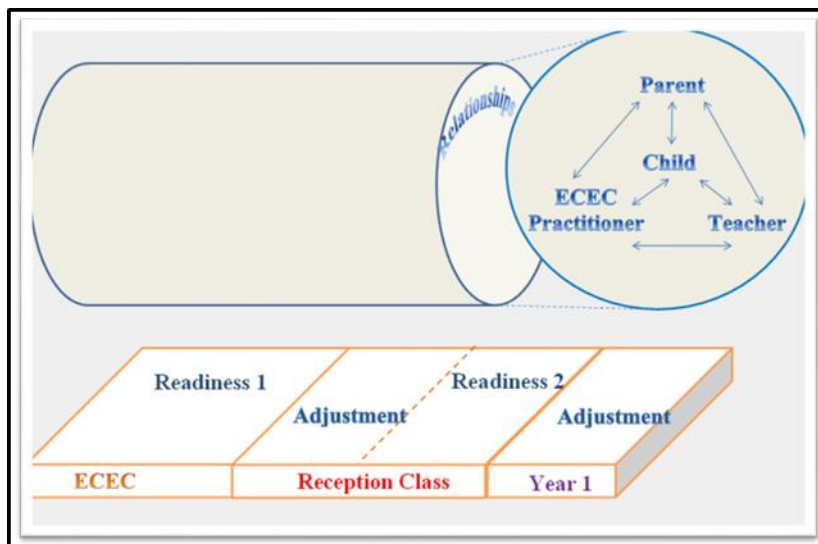 Relationships
Parent
Child
ECEC
Practitioner
Teacher
Readiness 1
Readiness 2
Adjustment
Adjustment
ECEC
Reception Class
Year 1